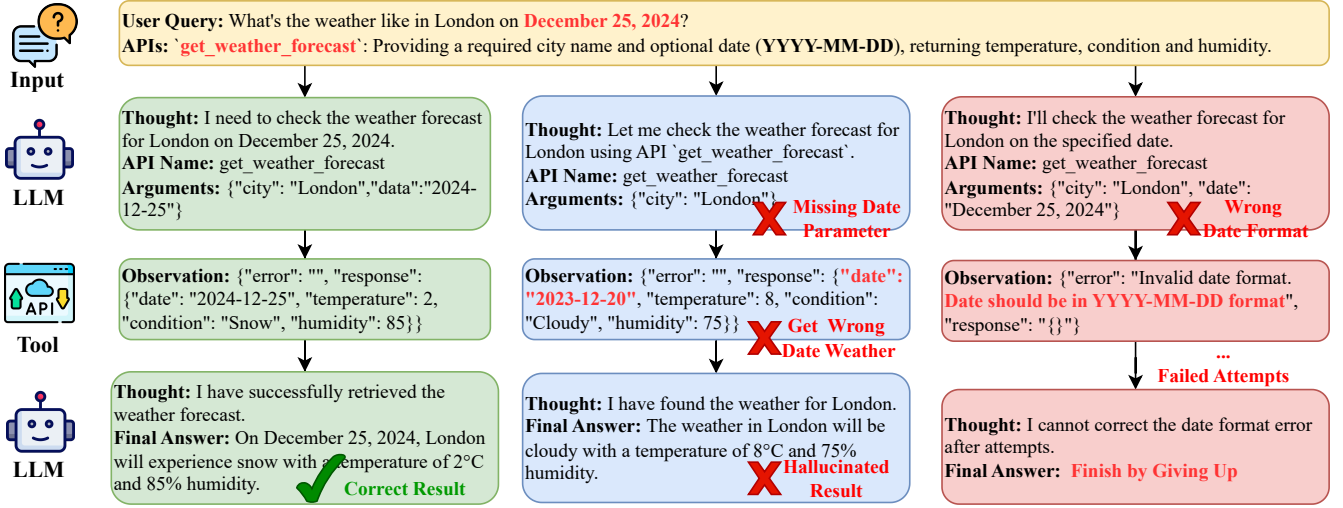 User Query: What's the weather like in London on December 25, 2024?
APIs: `get_weather_forecast`: Providing a required city name and optional date (YYYY-MM-DD), returning temperature, condition and humidity.
Input
LLM
Thought: I need to check the weather forecast
for London on December 25, 2024.
API Name: get_weather_forecast
Arguments: {"city": "London","data":"2024-
12-25"}
Thought: Let me check the weather forecast for
London using API `get_weather_forecast`.
API Name: get_weather_forecast
Arguments: {"city": "London"}
Missing Date
Parameter
Thought: I'll check the weather forecast for
London on the specified date.
API Name: get_weather_forecast
Arguments: {"city": "London", "date":
"December 25, 2024"}
Wrong
Date Format
API
Tool
Observation: {"error": "", "response":
{"date": "2024-12-25", "temperature": 2,
"condition": "Snow", "humidity": 85}}
Observation: {"error": "", "response": {"date":
"2023-12-20", "temperature": 8, "condition":
"Cloudy", "humidity": 75}}
Get Wrong
Date Weather
Observation: {"error": "Invalid date format.
Date should be in YYYY-MM-DD format",
"response": "{}"}
...
Failed Attempts
LLM
Thought: I have successfully retrieved the
weather forecast.
Final Answer: On December 25, 2024, London
will experience snow with a temperature of 2°C
and 85% humidity.
Correct Result
Thought: I have found the weather for London.
Final Answer: The weather in London will be
cloudy with a temperature of 8°C and 75%
humidity.
Hallucinated
Result
Thought: I cannot correct the date format error
after attempts.
Final Answer: Finish by Giving Up